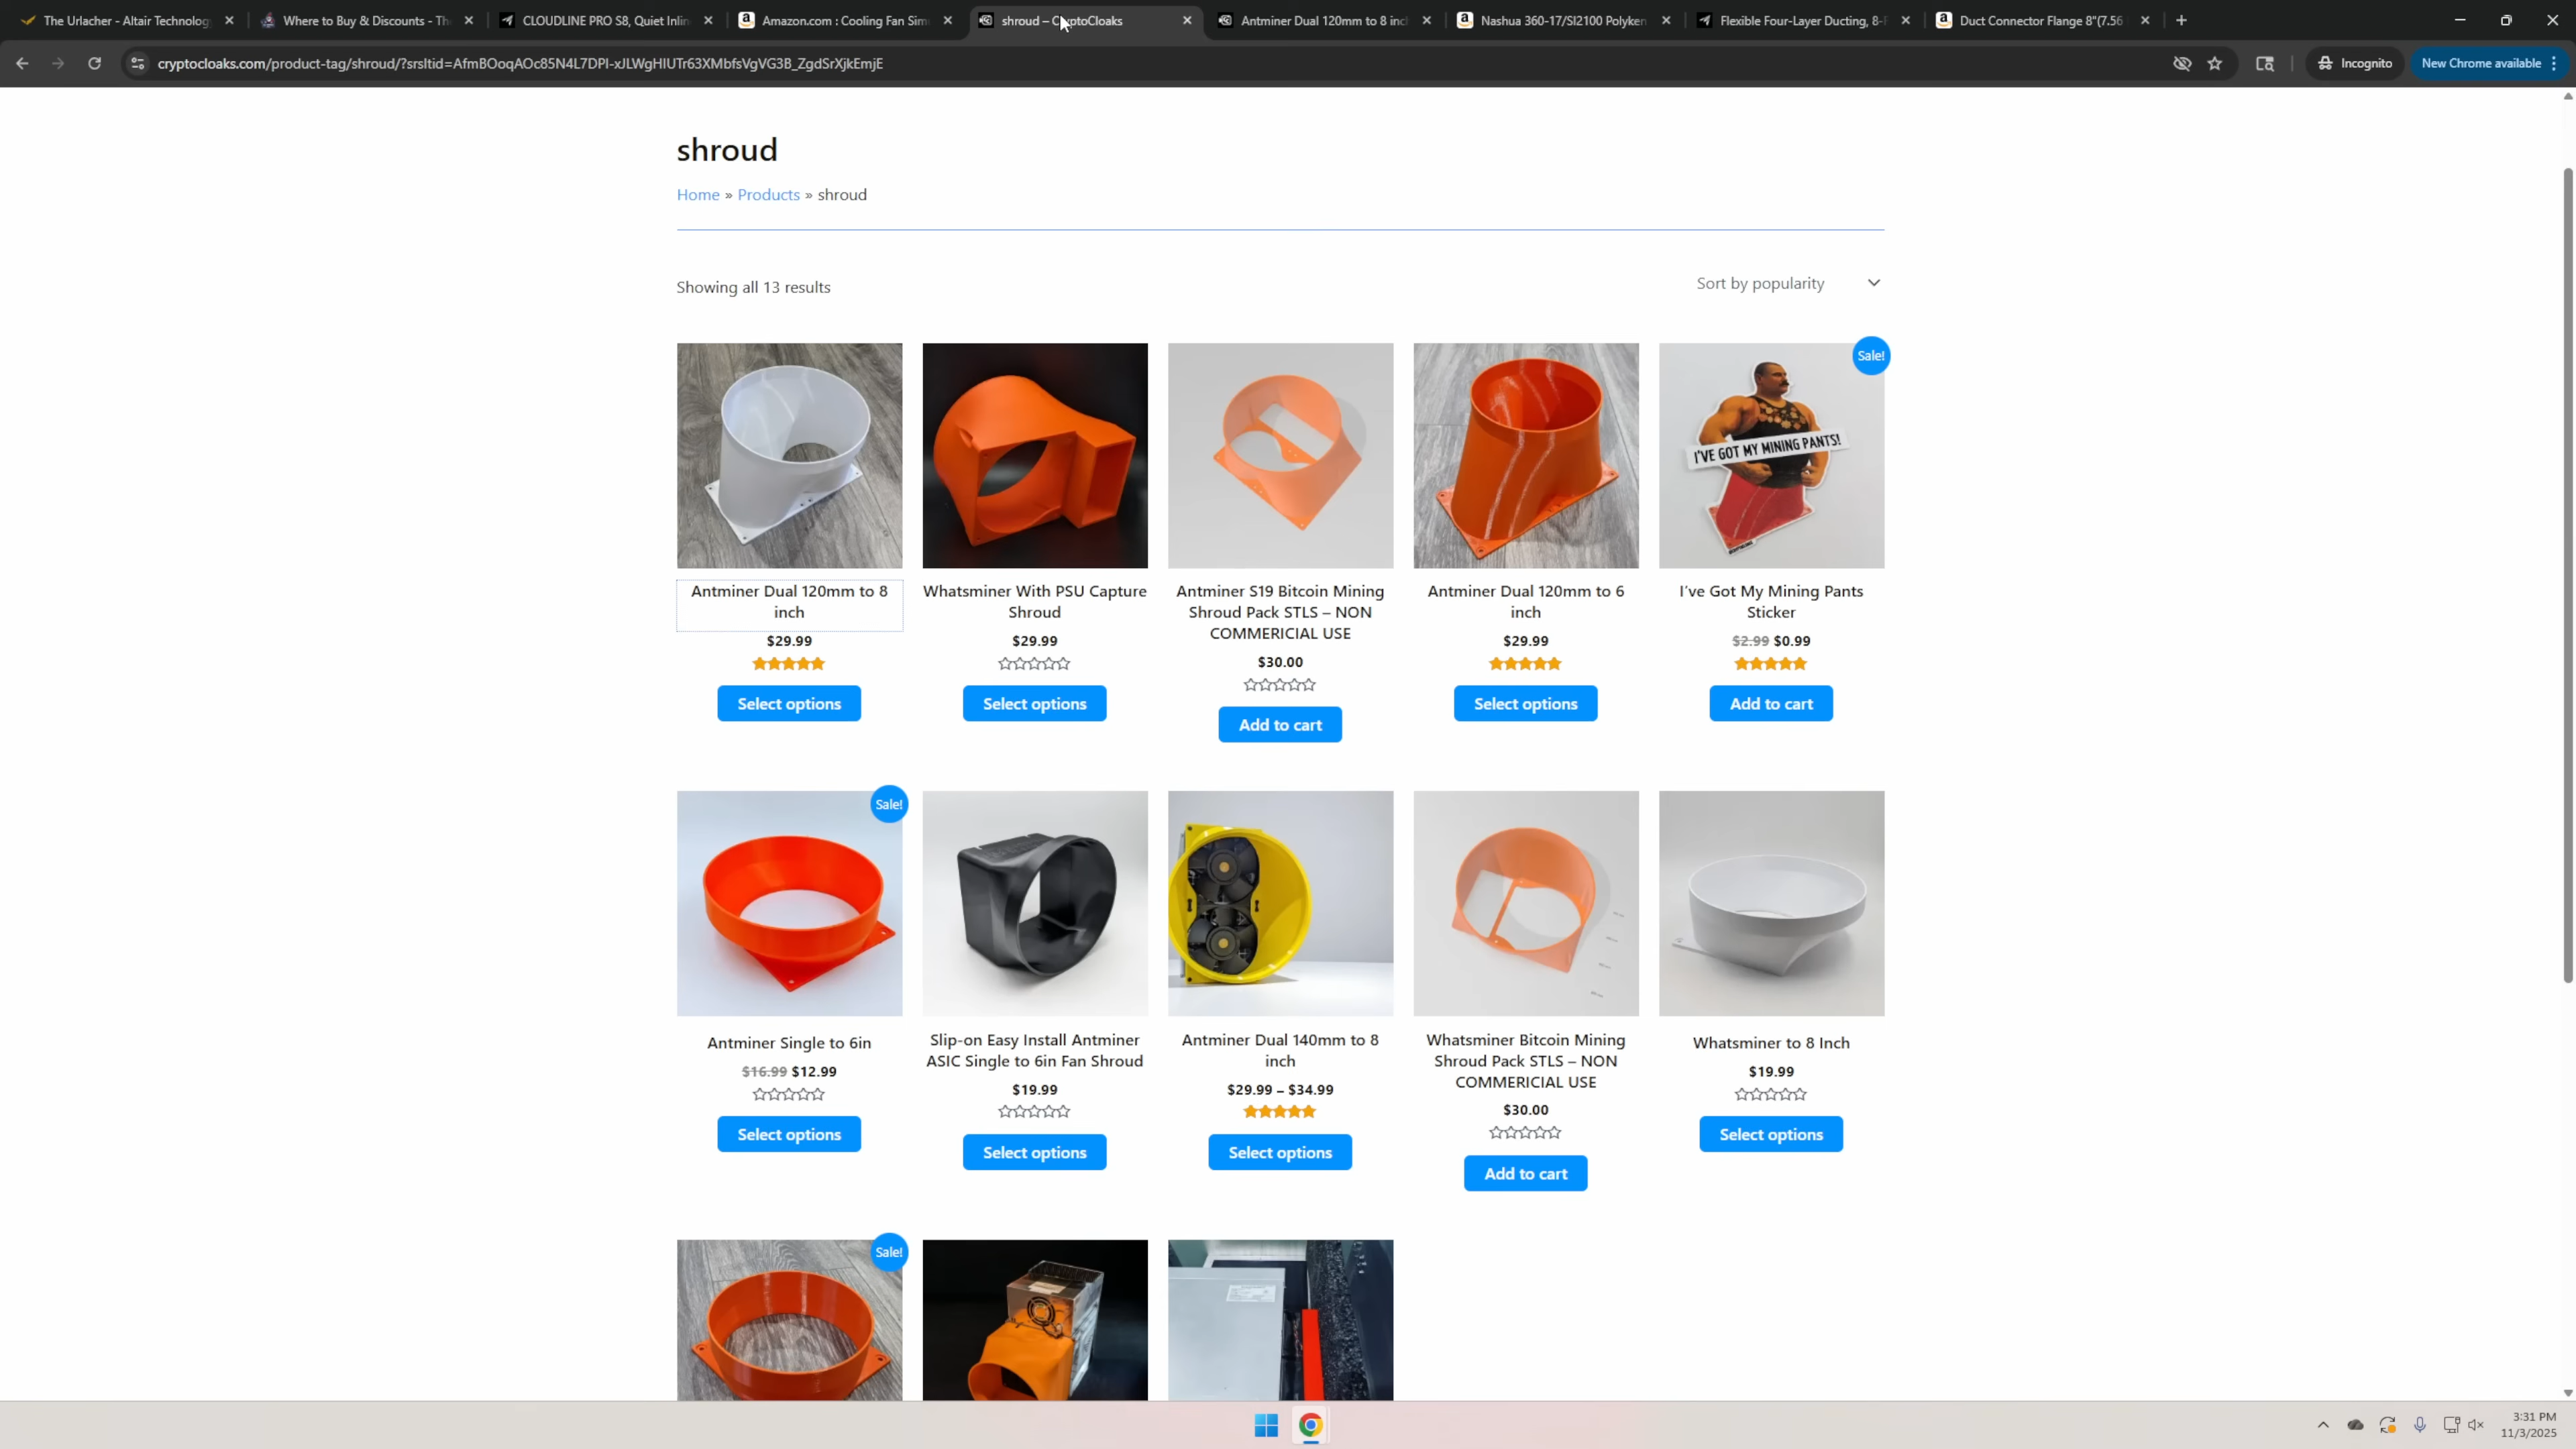 The Urlacher - Altair Technolog
Where to Buy & Discounts - Th
CLOUDLINE PRO S8, Quiet Inlin
Amazon.com : Cooling Fan Sim
shroud – CryptoCloaks
Antminer Dual 120mm to 8 inc
Nashua 360-17/SI2100 Polyken
Flexible Four-Layer Ducting, 8-
Duct Connector Flange 8"(7.56
cryptocloaks.com/product-tag/shroud/?srsltid=AfmBOoqAOc85N4L7DPI-xJLWgHIUTr63XMbfsVgVG3B_ZgdSrXjkEmjE
Incognito
New Chrome available
shroud
Home » Products » shroud
Showing all 13 results
Sort by popularity
Sale!
I'VE GOT MY MINING PANTS!
Antminer Dual 120mm to 8
inch
$29.99
Select options
Whatsminer With PSU Capture
Shroud
$29.99
Select options
Antminer S19 Bitcoin Mining
Shroud Pack STLS – NON
COMMERICIAL USE
$30.00
Add to cart
Antminer Dual 120mm to 6
inch
$29.99
Select options
I've Got My Mining Pants
Sticker
$2.99 $0.99
Add to cart
Sale!
Antminer Single to 6in
$16.99 $12.99
Select options
Slip-on Easy Install Antminer
ASIC Single to 6in Fan Shroud
$19.99
Select options
Antminer Dual 140mm to 8
inch
$29.99 – $34.99
Select options
Whatsminer Bitcoin Mining
Shroud Pack STLS – NON
COMMERICIAL USE
$30.00
Add to cart
Whatsminer to 8 Inch
$19.99
Select options
Sale!
3:31 PM
11/3/2025